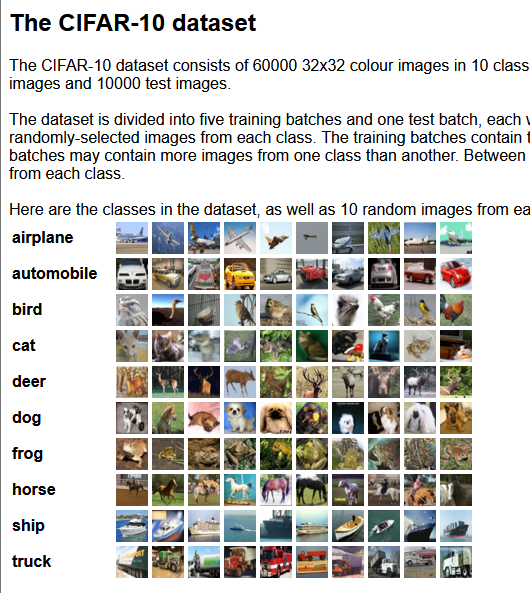 The CIFAR-10 dataset
The CIFAR-10 dataset consists of 60000 32x32 colour images in 10 class
images and 10000 test images.
The dataset is divided into five training batches and one test batch, each
randomly-selected images from each class. The training batches contain
batches may contain more images from one class than another. Between
from each class.
Here are the classes in the dataset, as well as 10 random images from
airplane
automobile
bird
cat
deer
dog
frog
horse
ship
truck